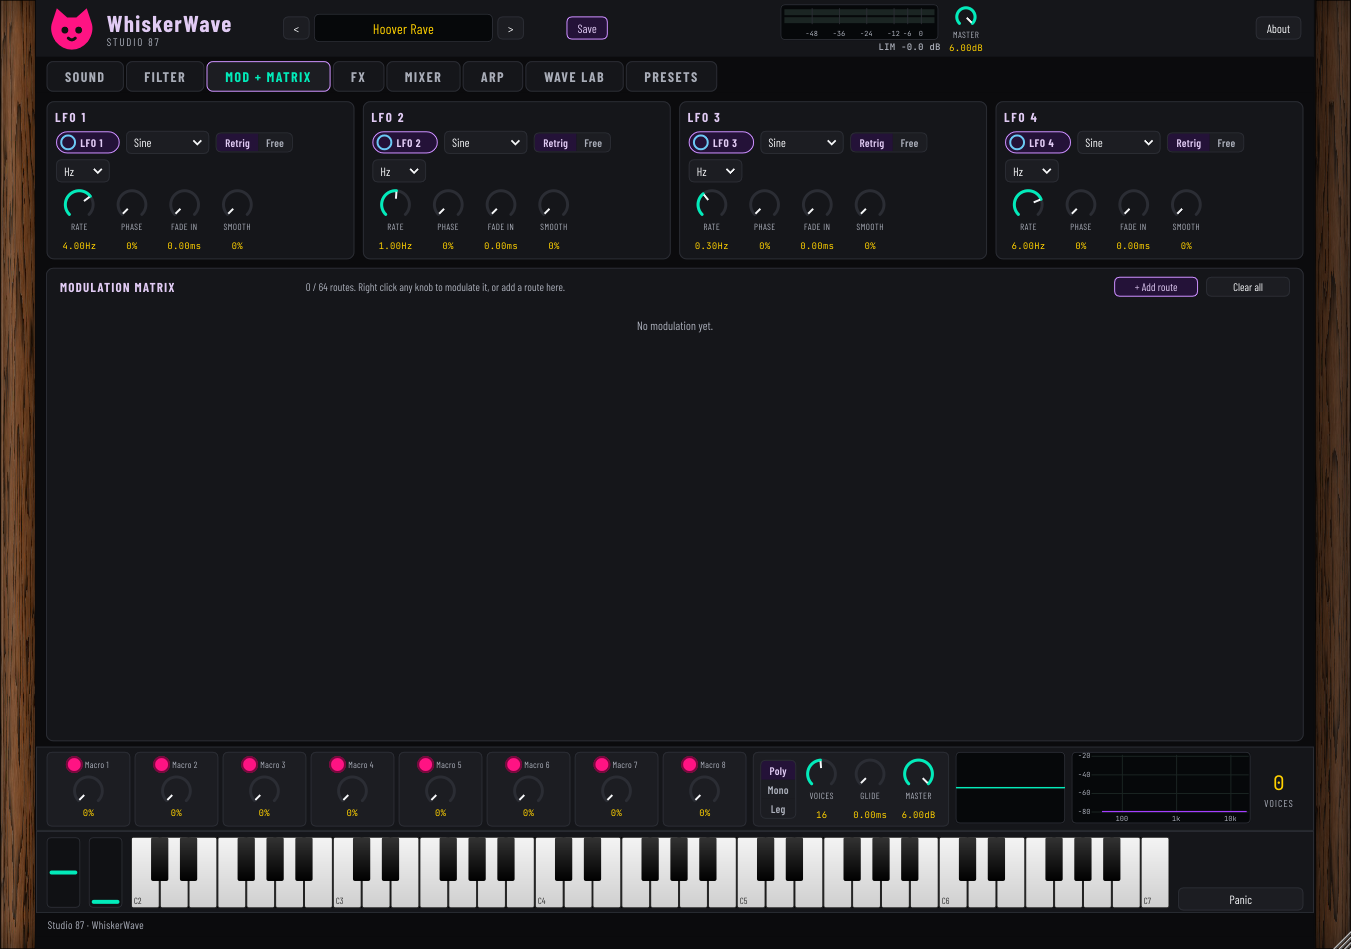 WhiskerWave
STUDIO 87
<
Hoover Rave
>
Save
-48 -36 -24 -12 -6 0
LIM -0.0 dB
MASTER
6.00dB
About
SOUND FILTER MOD + MATRIX FX MIXER ARP WAVE LAB PRESETS
LFO 1
LFO 1 Sine Retrig Free
Hz
RATE PHASE FADE IN SMOOTH
4.00Hz 0% 0.00ms 0%
LFO 2
LFO 2 Sine Retrig Free
Hz
RATE PHASE FADE IN SMOOTH
1.00Hz 0% 0.00ms 0%
LFO 3
LFO 3 Sine Retrig Free
Hz
RATE PHASE FADE IN SMOOTH
0.30Hz 0% 0.00ms 0%
LFO 4
LFO 4 Sine Retrig Free
Hz
RATE PHASE FADE IN SMOOTH
6.00Hz 0% 0.00ms 0%
MODULATION MATRIX 0 / 64 routes. Right click any knob to modulate it, or add a route here. + Add route Clear all
No modulation yet.
Macro 1 Macro 2 Macro 3 Macro 4 Macro 5 Macro 6 Macro 7 Macro 8
0% 0% 0% 0% 0% 0% 0% 0%
Poly
Mono
Leg
VOICES GLIDE MASTER
16 0.00ms 6.00dB
-20
-40
-60
-80
100 1k 10k
0
VOICES
C2 C3 C4 C5 C6 C7
Panic
Studio 87 · WhiskerWave